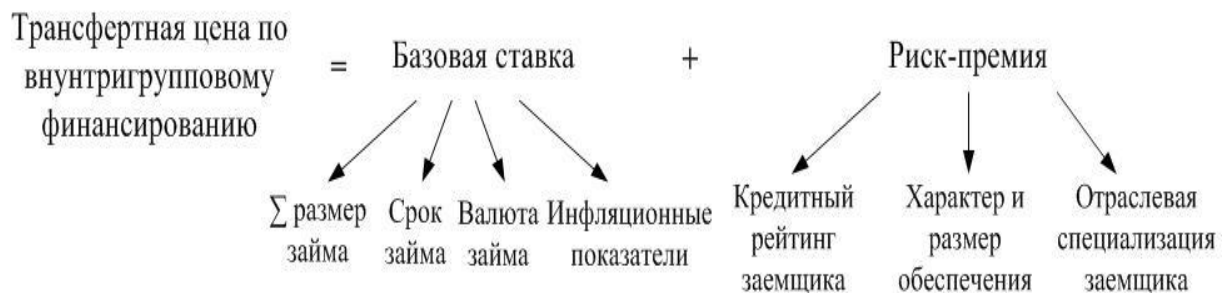 Трансфертная цена по
внунтригрупповому
финансированию
=
Базовая ставка
+
Риск-премия
∑ размер
займа
Срок
займа
Валюта
займа
Инфляционные
показатели
Кредитный
рейтинг
заемщика
Характер и
размер
обеспечения
Отраслевая
специализация
заемщика